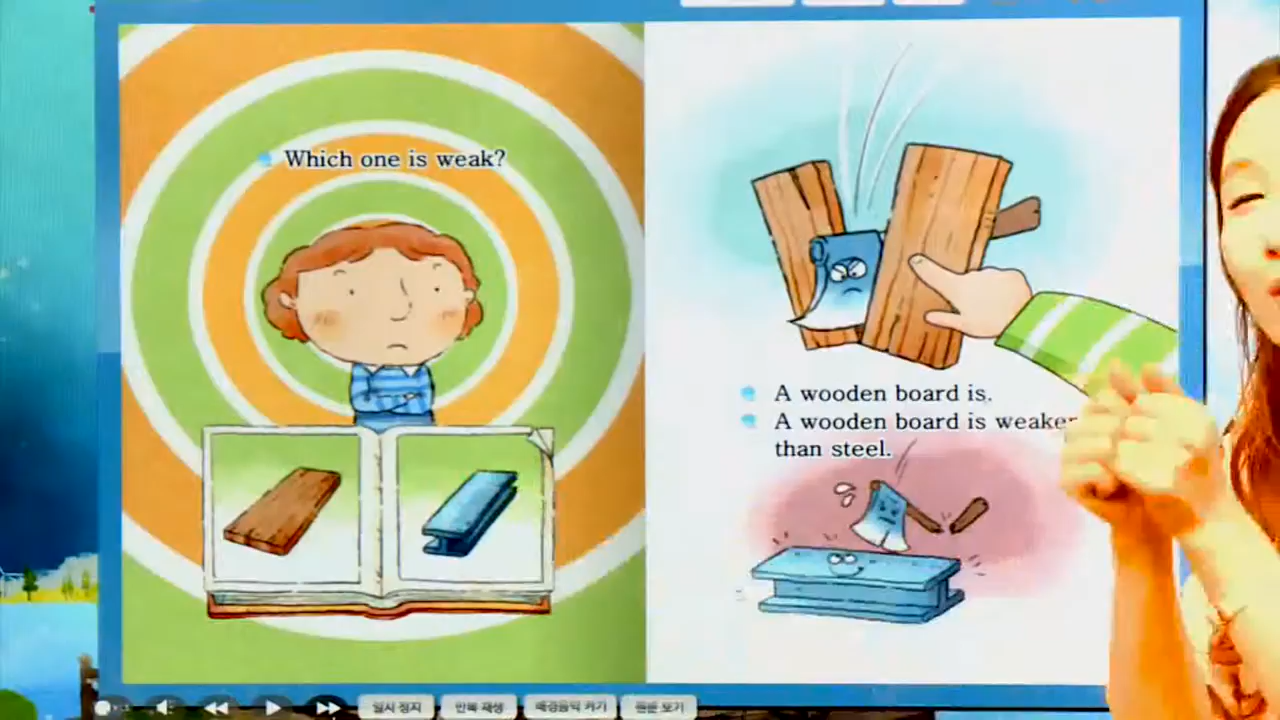 Which one is weak?
A wooden board is.
A wooden board is weaker
than steel.
일시 정지
반복 재생
배경음악 켜기
원문 보기